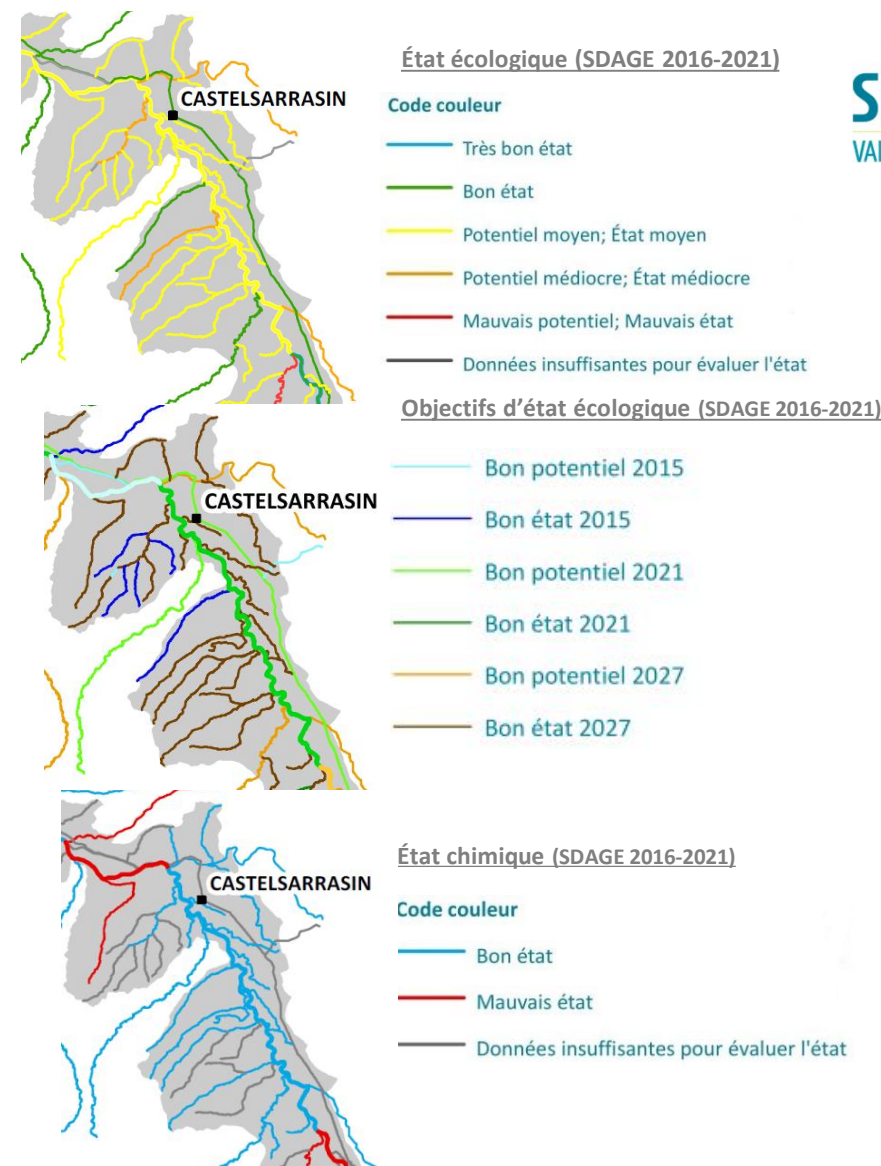 État écologique (SDAGE 2016-2021)
CASTELSARRASIN
Code couleur
Très bon état
Bon état
Potentiel moyen; État moyen
Potentiel médiocre; État médiocre
Mauvais potentiel; Mauvais état
Données insuffisantes pour évaluer l'état
S
VAL
Objectifs d'état écologique (SDAGE 2016-2021)
CASTELSARRASIN
Bon potentiel 2015
Bon état 2015
Bon potentiel 2021
Bon état 2021
Bon potentiel 2027
Bon état 2027
État chimique (SDAGE 2016-2021)
CASTELSARRASIN
Code couleur
Bon état
Mauvais état
Données insuffisantes pour évaluer l'état